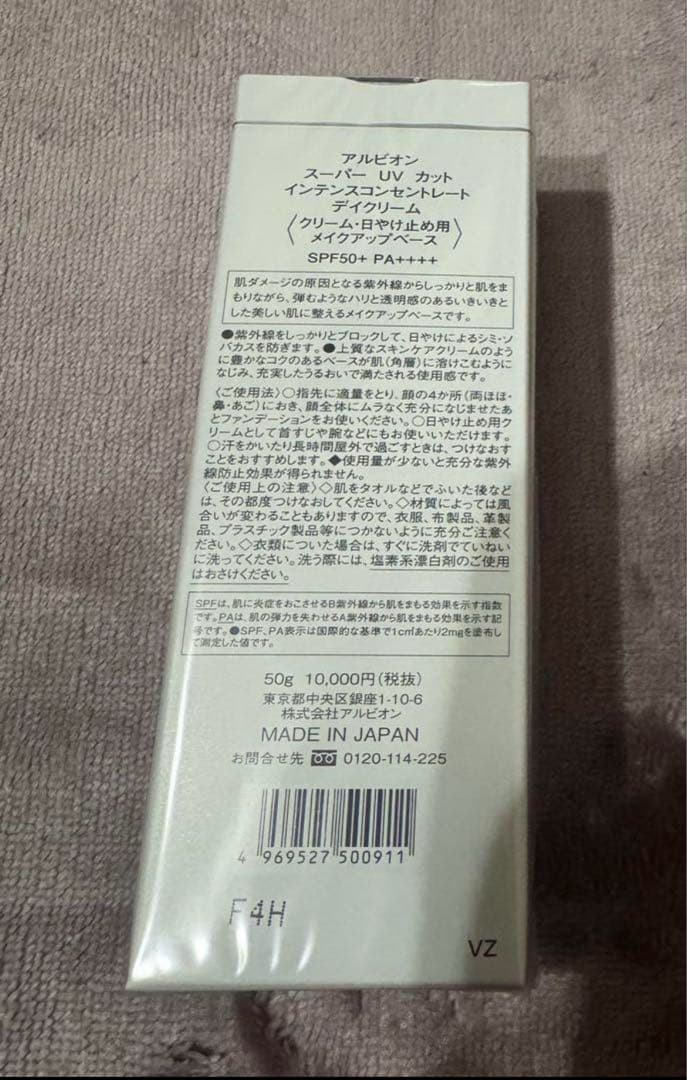 アルビオン
スーパー UV カット
インテンスコンセントレート
デイクリーム
〈クリーム・日やけ止め用
メイクアップベース〉
SPF50+ PA++++
肌ダメージの原因となる紫外線からしっかりと肌をま
もりながら、弾むようなハリと透明感のあるいきいきと
した美しい肌に整えるメイクアップベースです。
●紫外線をしっかりとブロックして、日やけによるシミ・ソ
バカスを防ぎます。●上質なスキンケアクリームのよう
に豊かなコクのあるベースが肌(角層)に溶けこむように
なじみ、充実したうるおいで満たされる使用感です。
〈ご使用法〉○指先に適量をとり、顔の4か所(両ほほ・
鼻・あご)におき、顔全体にムラなく充分になじませたあ
とファンデーションをお使いください。○日やけ止め用ク
リームとして首すじや腕などにもお使いいただけます。
○汗をかいたり長時間屋外で過ごすときは、つけなおす
ことをおすすめします。◆使用量が少ないと充分な紫外
線防止効果が得られません。
〈ご使用上の注意〉◇肌をタオルなどでふいた後など
は、その都度つけなおしてください。◇材質によっては風
合いが変わることもありますので、衣服、布製品、革製
品、プラスチック製品等につかないように充分ご注意く
ださい。◇衣類についた場合は、すぐに洗剤でていねい
に洗ってください。洗う際には、塩素系漂白剤のご使用
はおさけください。
SPFは、肌に炎症をおこさせるB紫外線から肌をまもる効果を示す指数
です。PAは、肌の弾力を失わせるA紫外線から肌をまもる効果を示す記
号です。●SPF、PA表示は国際的な基準で1c㎡あたり2mgを塗布し
て測定した値です。
50g 10,000円(税抜)
東京都中央区銀座1-10-6
株式会社アルビオン
MADE IN JAPAN
お問合せ先 0120-114-225
4 969527 500911
F4H
VZ